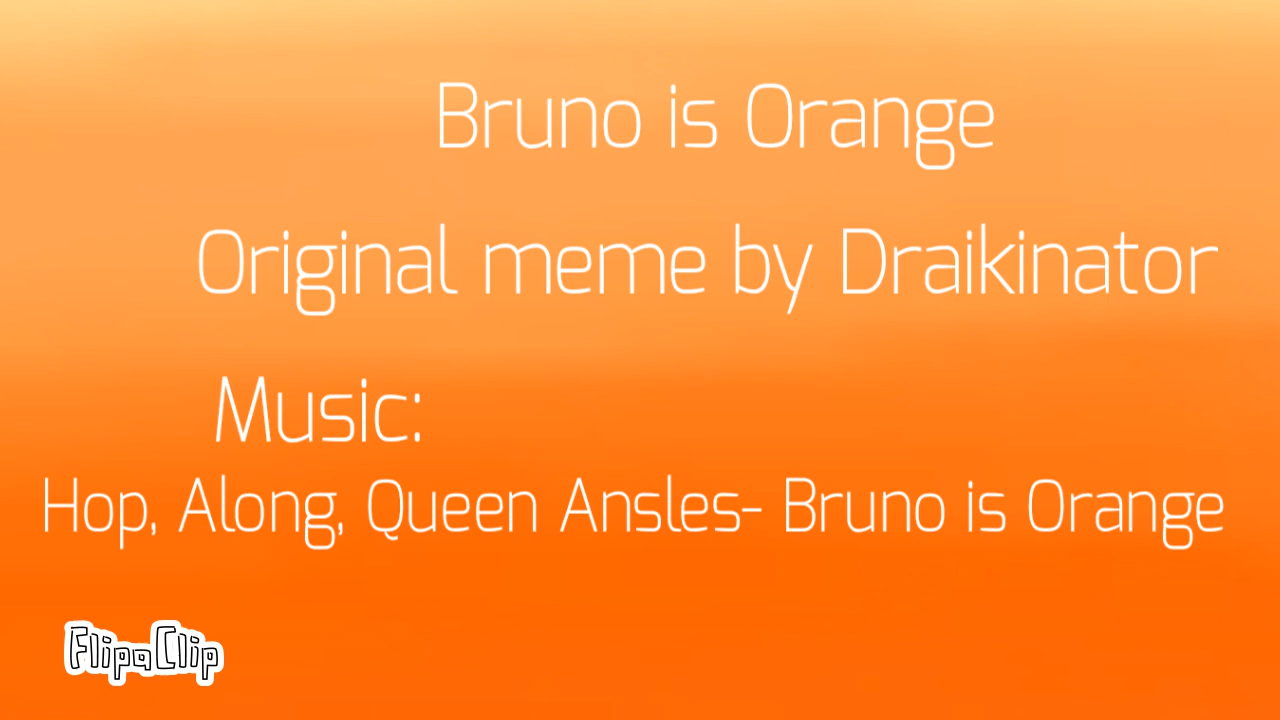 Bruno is Orange
Original meme by Draikinator
Music:
Hop, Along, Queen Ansles- Bruno is Orange
FlipaClip